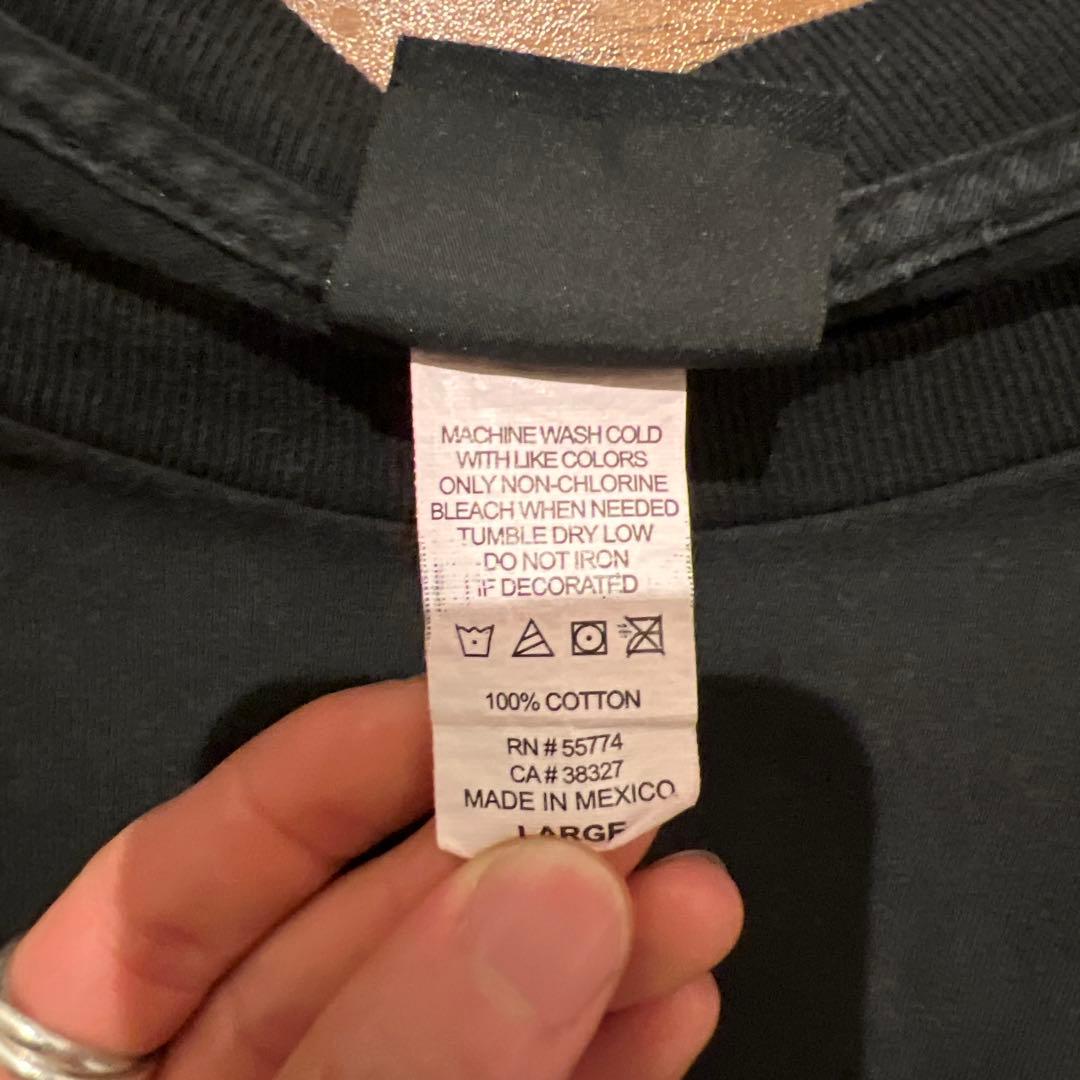 MACHINE WASH COLD
WITH LIKE COLORS
ONLY NON-CHLORINE
BLEACH WHEN NEEDED
TUMBLE DRY LOW
DO NOT IRON
IF DECORATED
100% COTTON
RN # 55774
CA # 38327
MADE IN MEXICO
LARGE